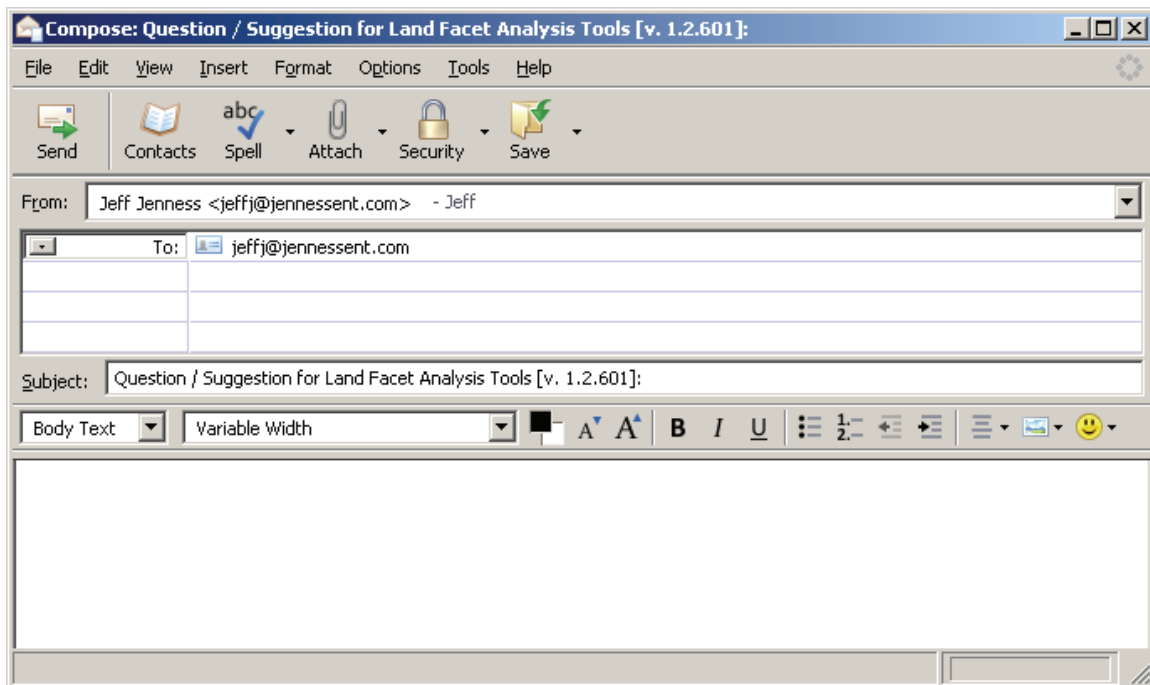 Compose: Question / Suggestion for Land Facet Analysis Tools [v. 1.2.601]:
File Edit View Insert Format Options Tools Help
Send Contacts Spell Attach Security Save
From: Jeff Jenness <jeffj@jennessent.com> - Jeff
To: jeffj@jennessent.com
Subject: Question / Suggestion for Land Facet Analysis Tools [v. 1.2.601]:
Body Text Variable Width